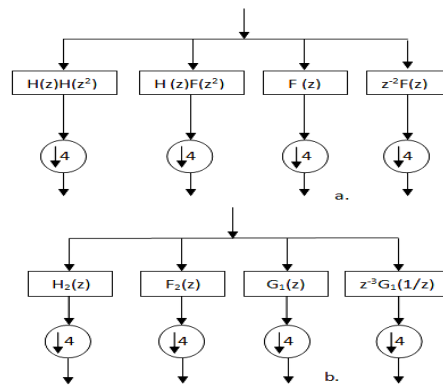 H(z)H(z²) H (z)F(z²) F (z) z⁻²F(z)
↓4 ↓4 ↓4 ↓4
a.
H₂(z) F₂(z) G₁(z) z⁻³G₁(1/z)
↓4 ↓4 ↓4 ↓4
b.